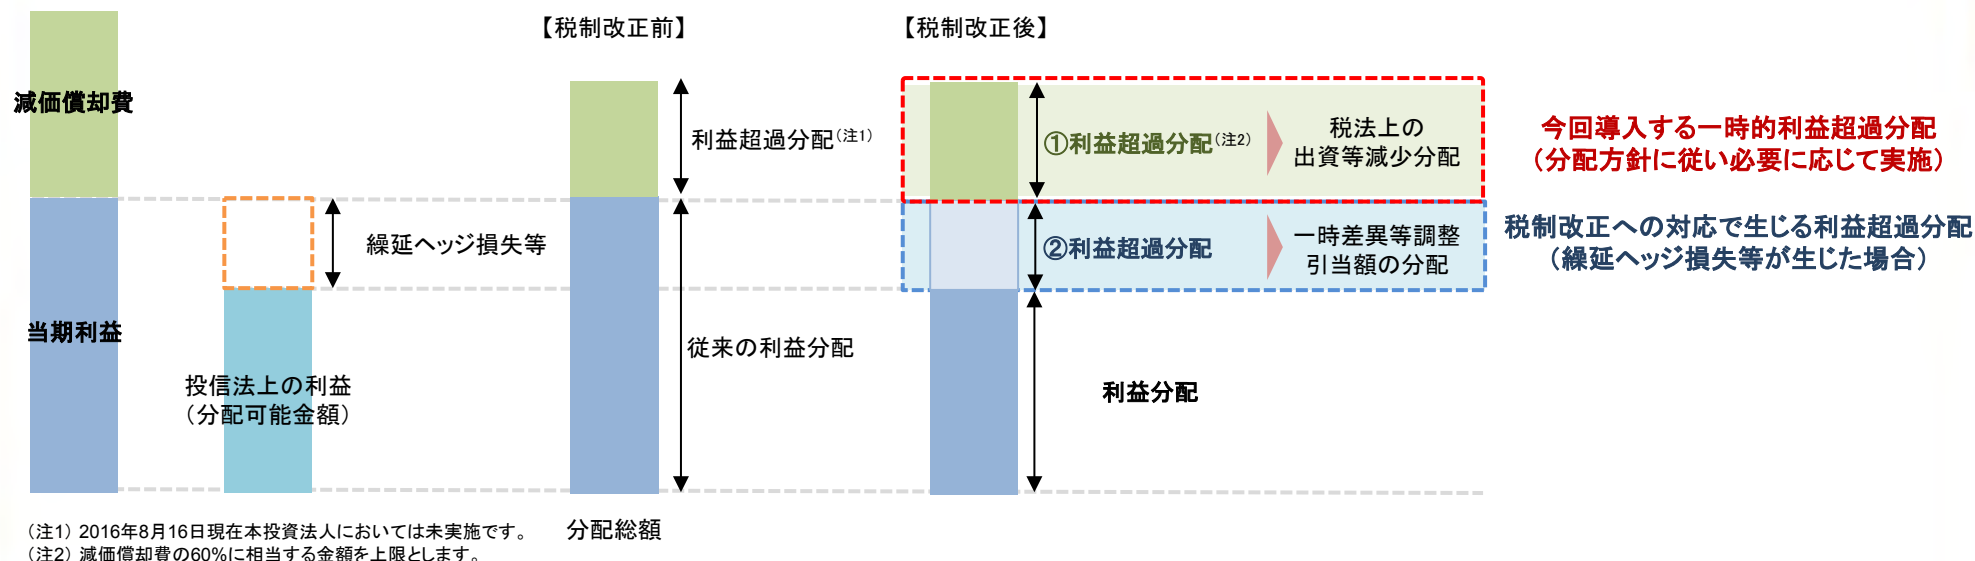 【税制改正前】
【税制改正後】
減価償却費
利益超過分配(注1)
①利益超過分配(注2)
税法上の
出資等減少分配
今回導入する一時的利益超過分配
(分配方針に従い必要に応じて実施)
繰延ヘッジ損失等
②利益超過分配
一時差異等調整
引当額の分配
税制改正への対応で生じる利益超過分配
(繰延ヘッジ損失等が生じた場合)
当期利益
投信法上の利益
(分配可能金額)
従来の利益分配
利益分配
分配総額
(注1) 2016年8月16日現在本投資法人においては未実施です。
(注2) 減価償却費の60%に相当する金額を上限とします。